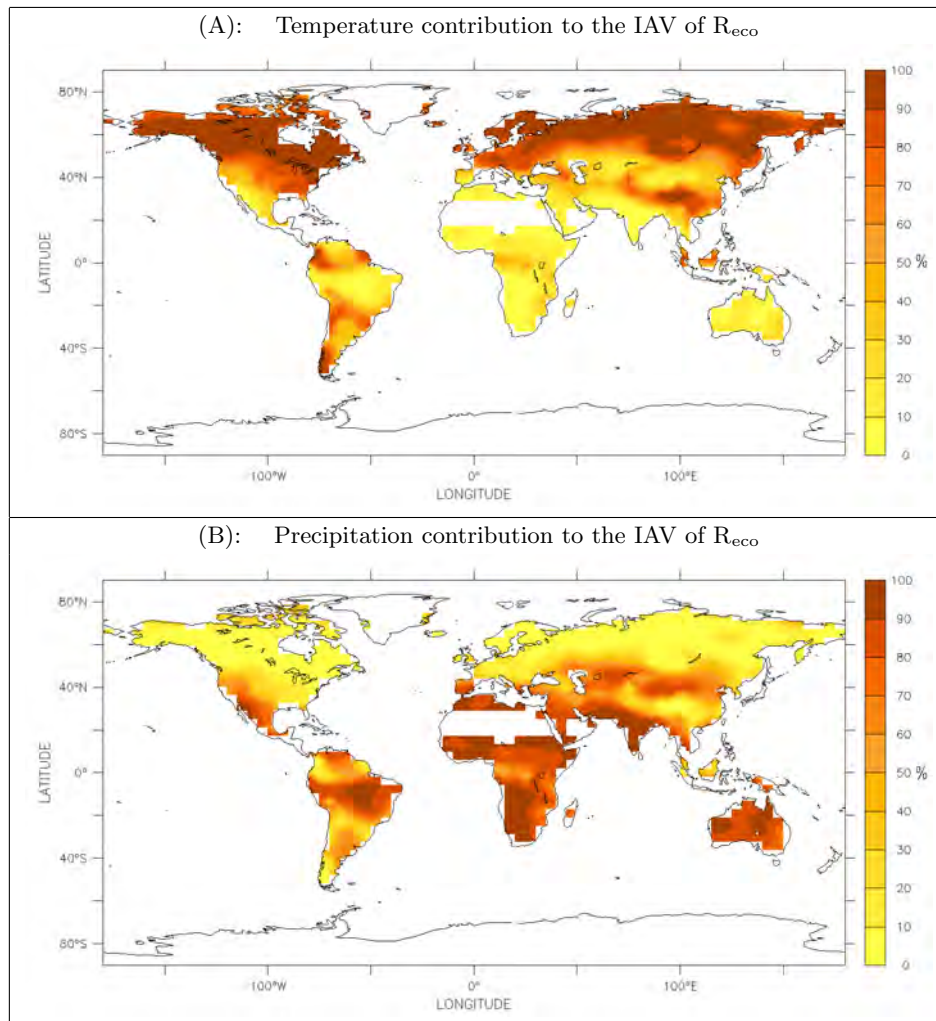 (A): Temperature contribution to the IAV of Reco
80°N
40°N
0°
40°S
80°S
LATITUDE
100°W
0°
100°E
LONGITUDE
100
90
80
70
60
50
40
30
20
10
0
%
(B): Precipitation contribution to the IAV of Reco
80°N
40°N
0°
40°S
80°S
LATITUDE
100°W
0°
100°E
LONGITUDE
100
90
80
70
60
50
40
30
20
10
0
%